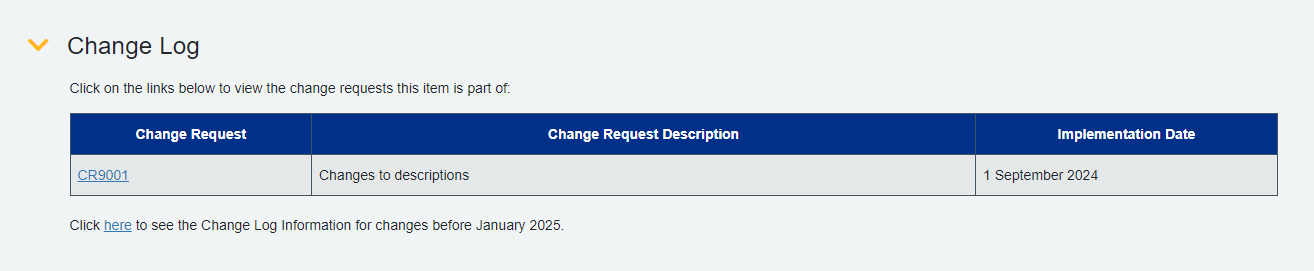 Change Log
Click on the links below to view the change requests this item is part of:
Change Request Change Request Description Implementation Date
CR9001 Changes to descriptions 1 September 2024
Click here to see the Change Log Information for changes before January 2025.